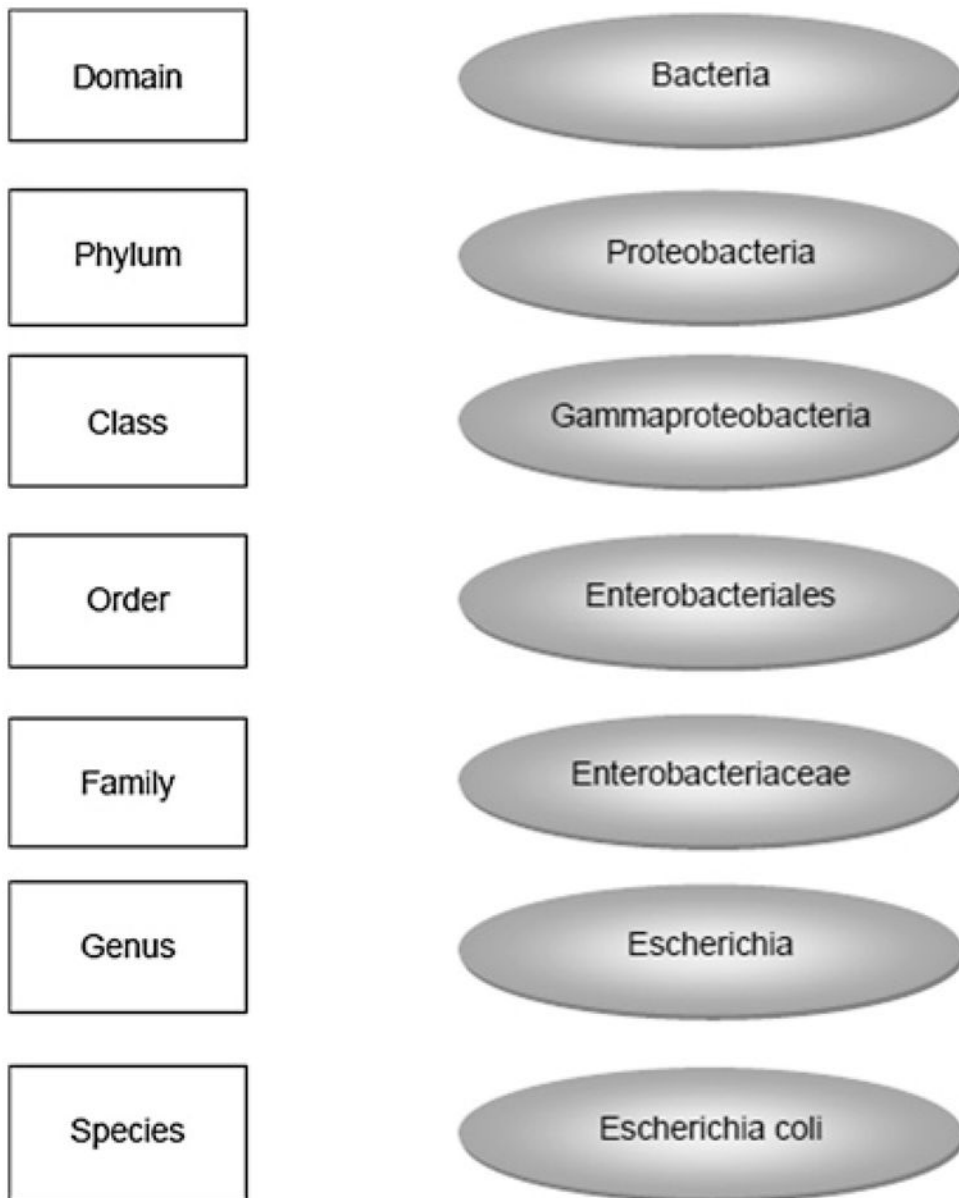 Domain
Bacteria
Phylum
Proteobacteria
Class
Gammaproteobacteria
Order
Enterobacteriales
Family
Enterobacteriaceae
Genus
Escherichia
Species
Escherichia coli